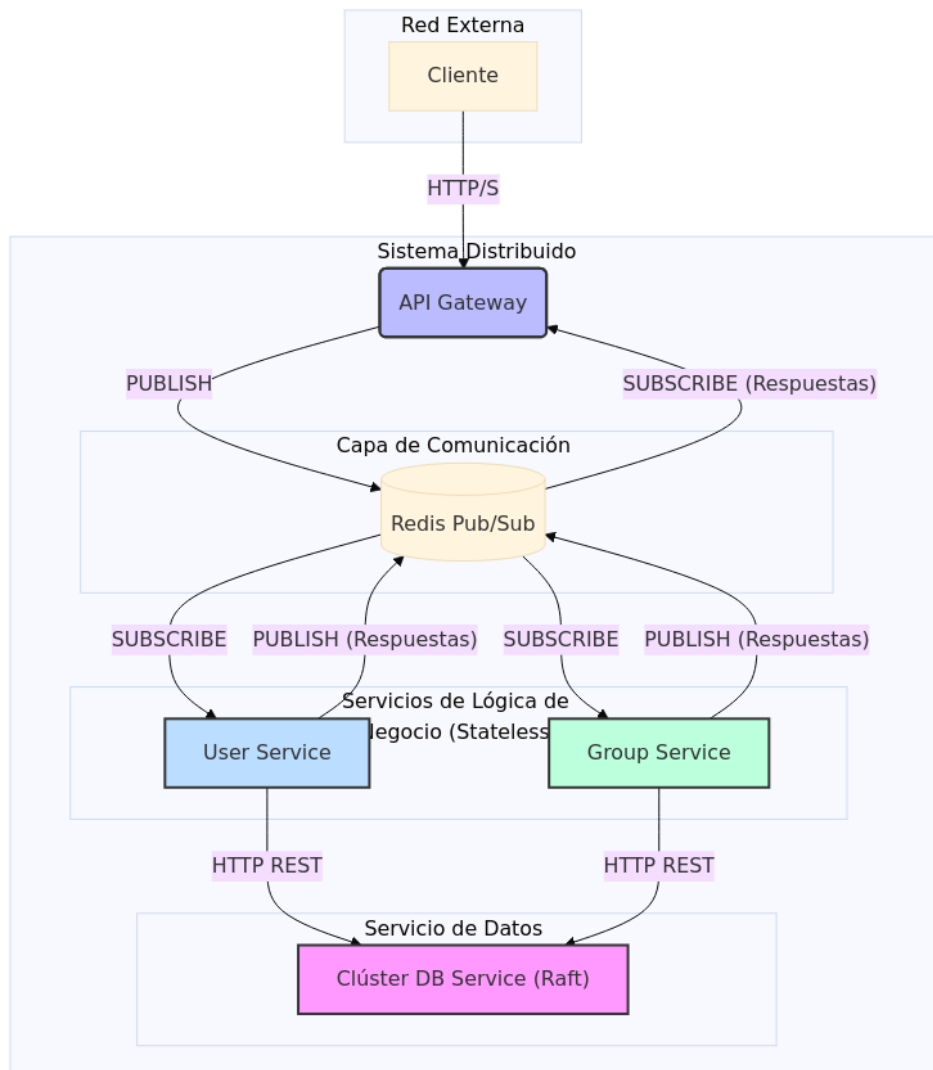 Red Externa
Cliente
HTTP/S
Sistema Distribuido
API Gateway
PUBLISH
SUBSCRIBE (Respuestas)
Capa de Comunicación
Redis Pub/Sub
SUBSCRIBE
PUBLISH (Respuestas)
SUBSCRIBE
PUBLISH (Respuestas)
Servicios de Lógica de
egocio (Stateless
User Service
Group Service
HTTP REST
HTTP REST
Servicio de Datos
Clúster DB Service (Raft)